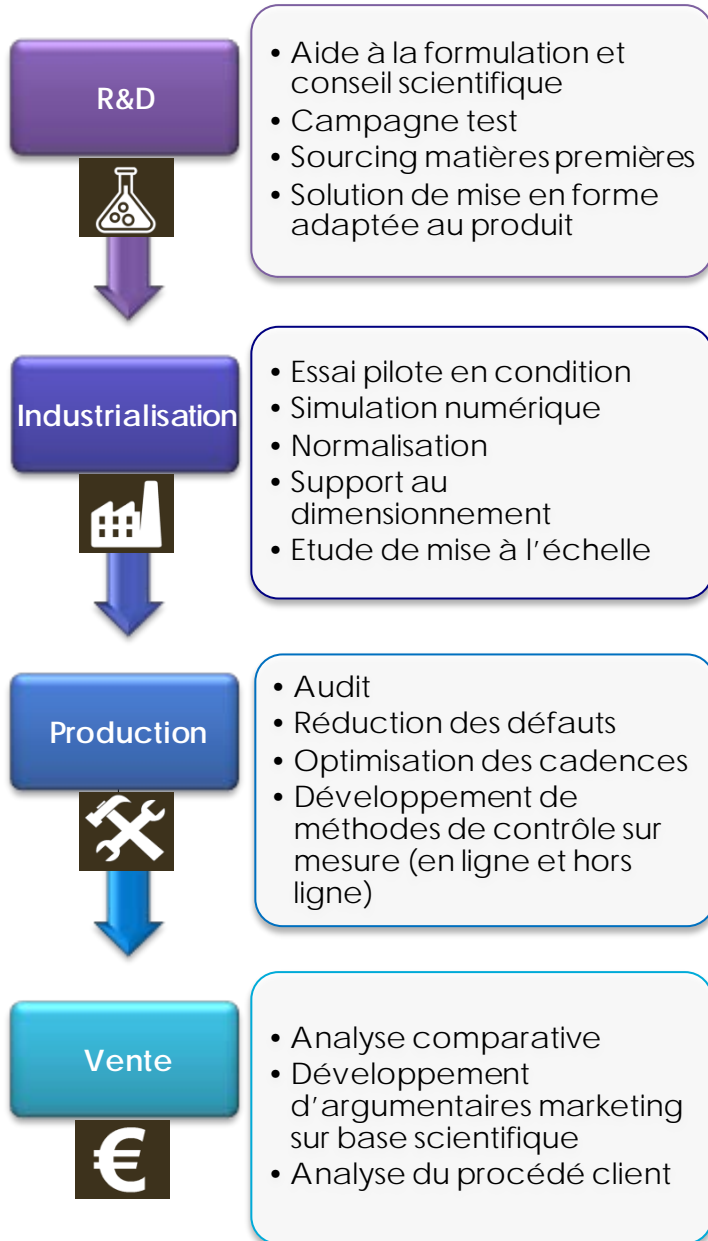 R&D
• Aide à la formulation et
conseil scientifique
• Campagne test
• Sourcing matières premières
• Solution de mise en forme
adaptée au produit
Industrialisation
• Essai pilote en condition
• Simulation numérique
• Normalisation
• Support au
dimensionnement
• Etude de mise à l’échelle
Production
• Audit
• Réduction des défauts
• Optimisation des cadences
• Développement de
méthodes de contrôle sur
mesure (en ligne et hors
ligne)
Vente
€
• Analyse comparative
• Développement
d’argumentaires marketing
sur base scientifique
• Analyse du procédé client